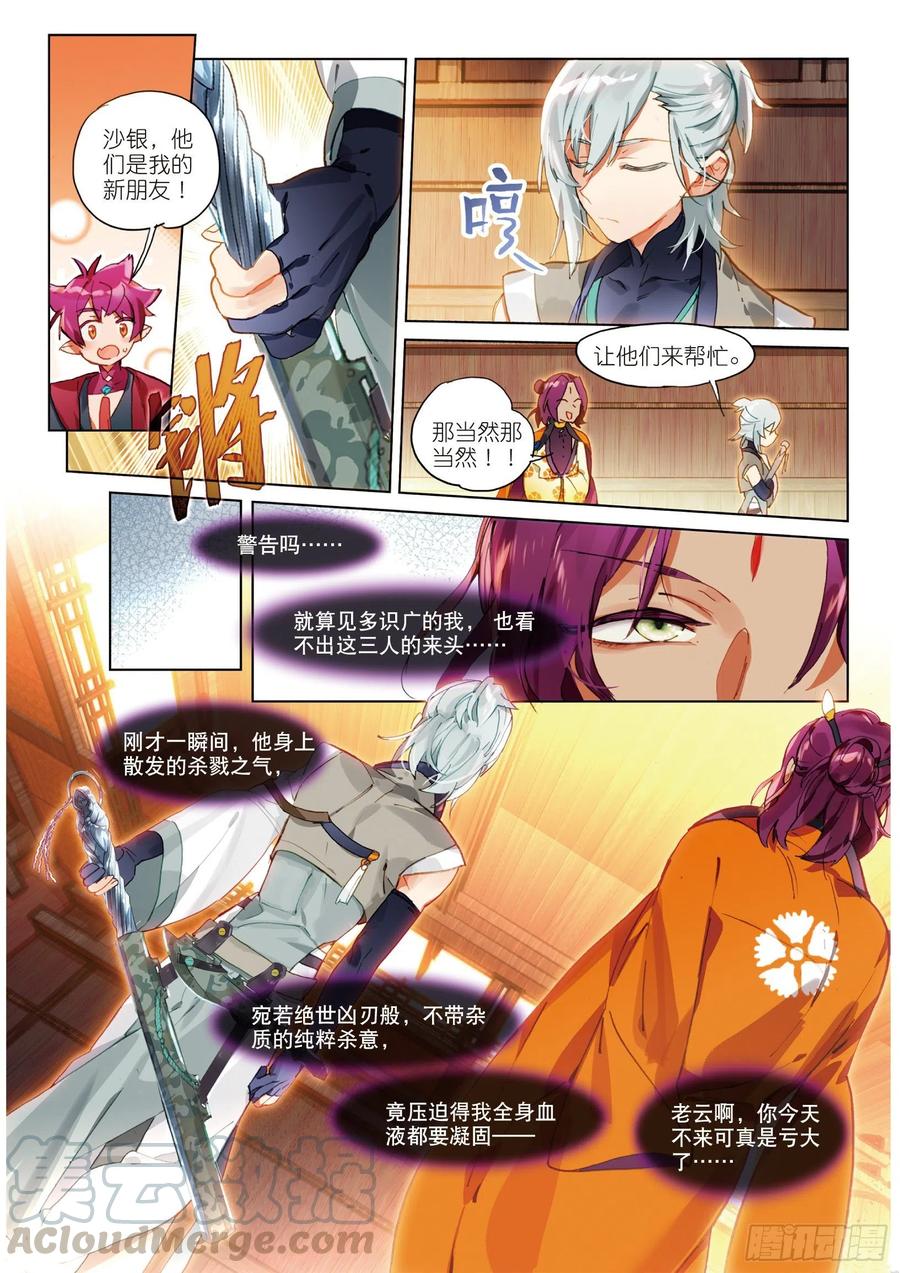 沙银，他
们是我的
新朋友！
锵
哼
让他们来帮忙。
那当然那
当然！！
警告吗……
就算见多识广的我，也看
不出这三人的来头……
刚才一瞬间，他身上
散发的杀戮之气，
宛若绝世凶刃般，不带杂
质的纯粹杀意，
竟压迫得我全身血
液都要凝固——
老云啊，你今天
不来可真是亏大
了……
集云数据
AcloudMerge.com
腾讯动漫